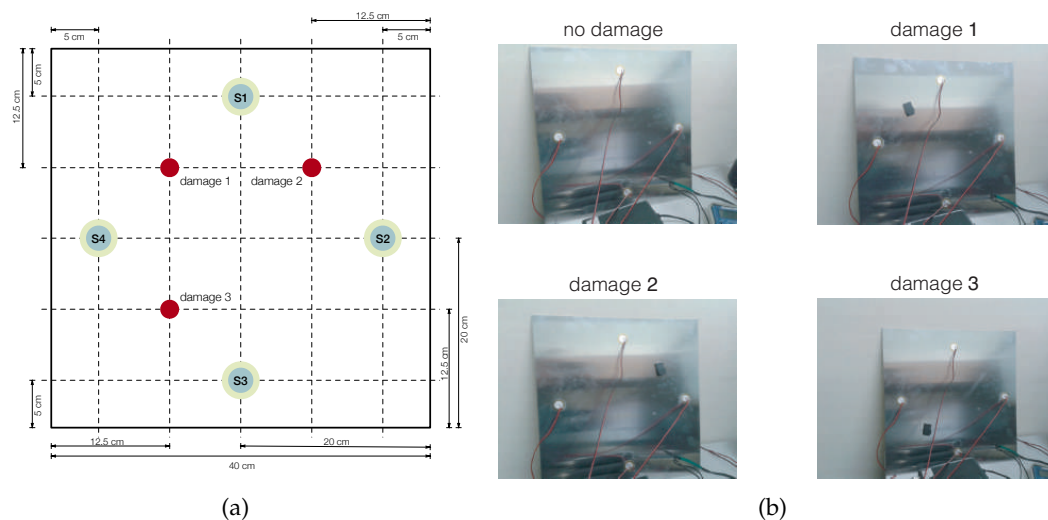 12.5 cm
5 cm
5 cm
5 cm
12.5 cm
S1
damage 1
damage 2
S4
S2
damage 3
20 cm
12.5 cm
S3
5 cm
12.5 cm
20 cm
40 cm
(a)
no damage
damage 1
damage 2
damage 3
(b)